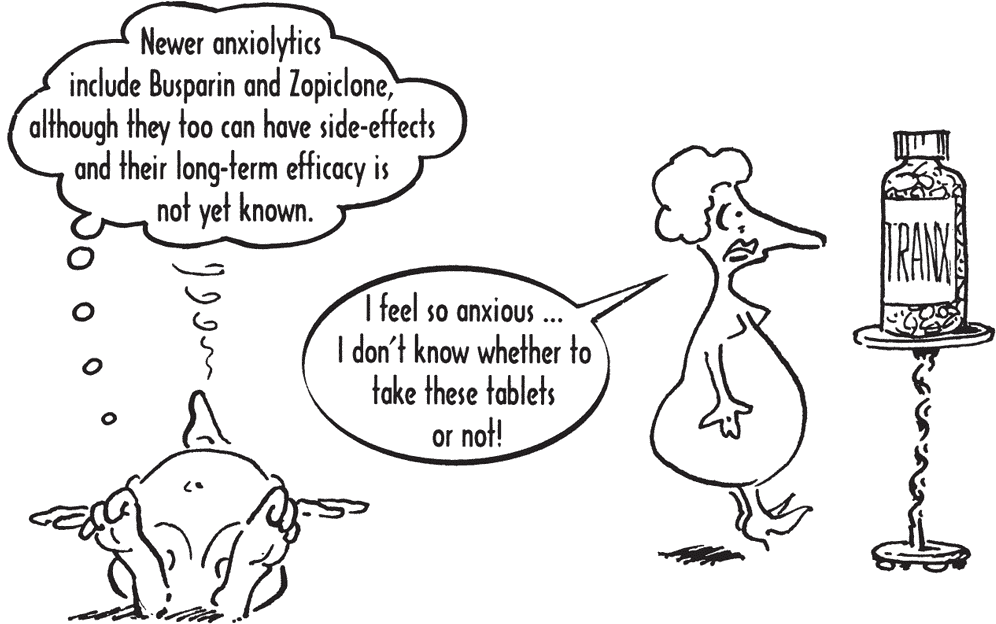 Newer anxiolytics
include Busparin and Zopiclone,
although they too can have side-effects
and their long-term efficacy is
not yet known.
I feel so anxious ...
I don't know whether to
take these tablets
or not!
TRANX